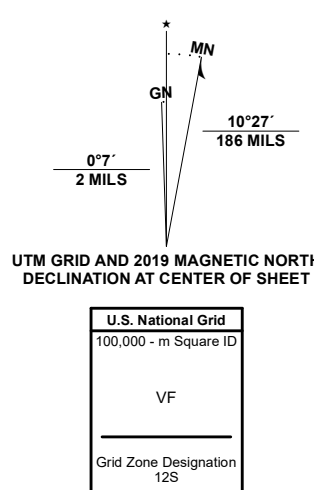 ★
MN
GN
10°27´
186 MILS
0°7´
2 MILS
UTM GRID AND 2019 MAGNETIC NORTH
DECLINATION AT CENTER OF SHEET
U.S. National Grid
100,000 - m Square ID
VF
Grid Zone Designation
12S